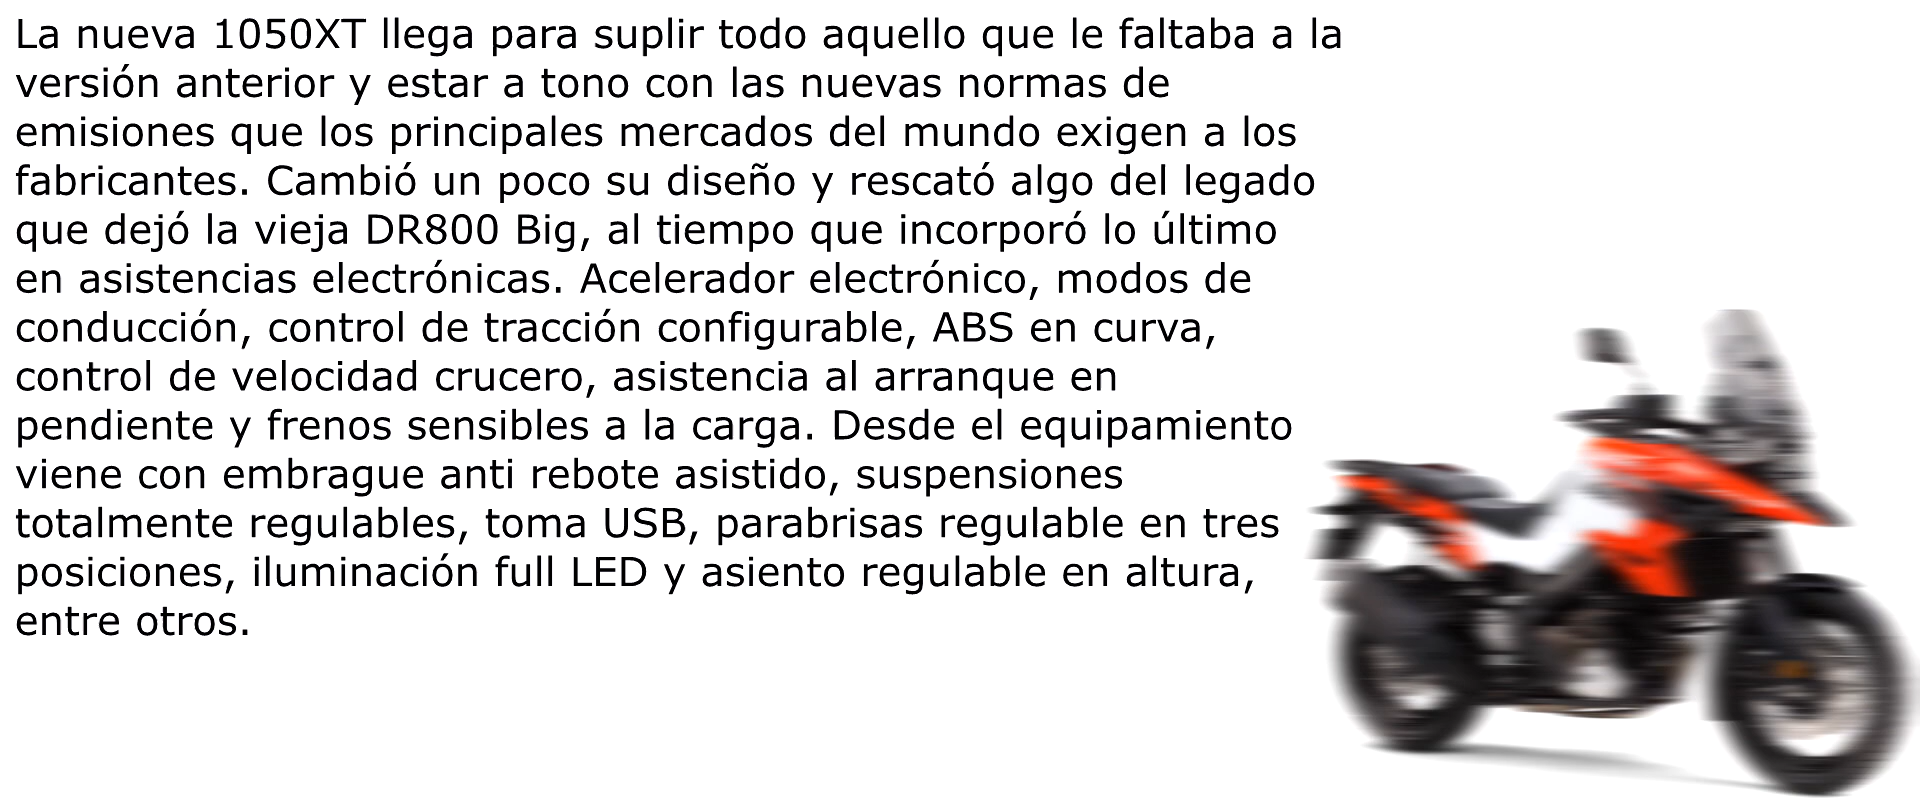 La nueva 1050XT llega para suplir todo aquello que le faltaba a la
versión anterior y estar a tono con las nuevas normas de
emisiones que los principales mercados del mundo exigen a los
fabricantes. Cambió un poco su diseño y rescató algo del legado
que dejó la vieja DR800 Big, al tiempo que incorporó lo último
en asistencias electrónicas. Acelerador electrónico, modos de
conducción, control de tracción configurable, ABS en curva,
control de velocidad crucero, asistencia al arranque en
pendiente y frenos sensibles a la carga. Desde el equipamiento
viene con embrague anti rebote asistido, suspensiones
totalmente regulables, toma USB, parabrisas regulable en tres
posiciones, iluminación full LED y asiento regulable en altura,
entre otros.